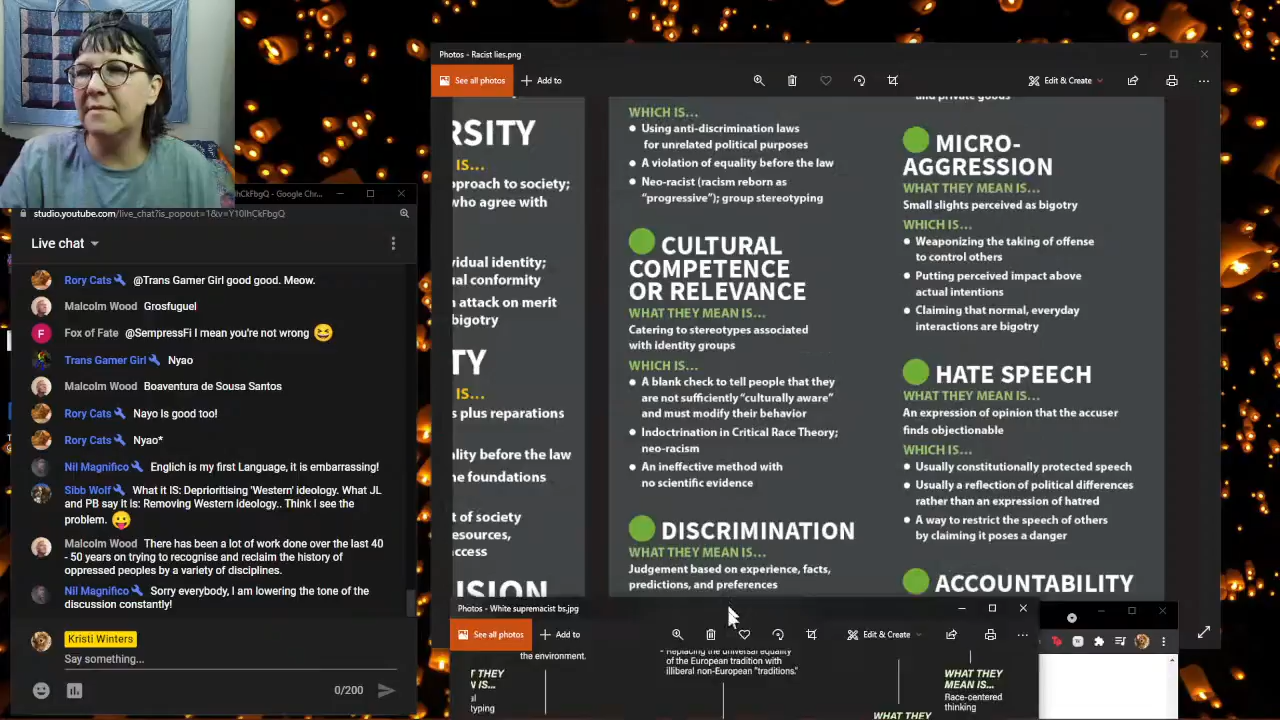 Photos - Racist lies.png
See all photos
Add to
Edit & Create
RSITY
IS...
pproach to society;
who agree with
vidual identity;
ual conformity
n attack on merit
bigotry
TY
IS...
s plus reparations
ality before the law
he foundations
t of society
esources,
ccess
USION
WHICH IS...
Using anti-discrimination laws
for unrelated political purposes
A violation of equality before the law
Neo-racist (racism reborn as
"progressive"); group stereotyping
CULTURAL
COMPETENCE
OR RELEVANCE
WHAT THEY MEAN IS...
Catering to stereotypes associated
with identity groups
WHICH IS...
A blank check to tell people that they
are not sufficiently "culturally aware"
and must modify their behavior
Indoctrination in Critical Race Theory;
neo-racism
An ineffective method with
no scientific evidence
DISCRIMINATION
WHAT THEY MEAN IS...
Judgement based on experience, facts,
predictions, and preferences
and private goods
MICRO-
AGGRESSION
WHAT THEY MEAN IS...
Small slights perceived as bigotry
WHICH IS...
Weaponizing the taking of offense
to control others
Putting perceived impact above
actual intentions
Claiming that normal, everyday
interactions are bigotry
HATE SPEECH
WHAT THEY MEAN IS...
An expression of opinion that the accuser
finds objectionable
WHICH IS...
Usually constitutionally protected speech
Usually a reflection of political differences
rather than an expression of hatred
A way to restrict the speech of others
by claiming it poses a danger
ACCOUNTABILITY
lhCkFbgQ - Google Chr...
studio.youtube.com/live_chat?is_popout=1&v=Y10lhCkFbgQ
Live chat
Rory Cats @Trans Gamer Girl good good. Meow.
Malcolm Wood Grosfuguel
F Fox of Fate @SempressFi I mean you're not wrong 😆
Trans Gamer Girl Nyao
Malcolm Wood Boaventura de Sousa Santos
Rory Cats Nayo is good too!
Rory Cats Nyao*
Nil Magnifico Englich is my first Language, it is embarrassing!
Sibb Wolf What it IS: Deprioritising 'Western' ideology. What JL
and PB say it is: Removing Western Ideology.. Think I see the
problem. 😛
Malcolm Wood There has been a lot of work done over the last 40
- 50 years on trying to recognise and reclaim the history of
oppressed peoples by a variety of disciplines.
Nil Magnifico Sorry everybody, I am lowering the tone of the
discussion constantly!
Kristi Winters
Say something...
0/200
Photos - White supremacist bs.jpg
See all photos
Add to
Edit & Create
the environment.
Replacing the universal equality
of the European tradition with
illiberal non-European "traditions."
T THEY
N IS...
al
typing
WHAT THEY
WHAT THEY
MEAN IS...
Race-centered
thinking